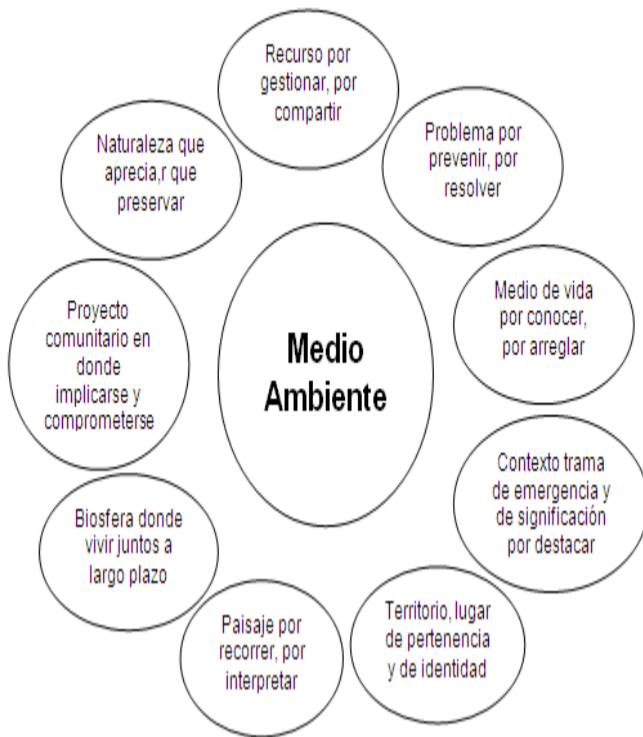 Recurso por
gestionar, por
compartir
Problema por
prevenir, por
resolver
Medio de vida
por conocer,
por arreglar
Contexto trama
de emergencia y
de significación
por destacar
Territorio, lugar
de pertenencia
y de identidad
Paisaje por
recorrer, por
interpretar
Biosfera donde
vivir juntos a
largo plazo
Proyecto
comunitario en
donde
implicarse y
comprometerse
Naturaleza que
aprecia,r que
preservar
Medio
Ambiente